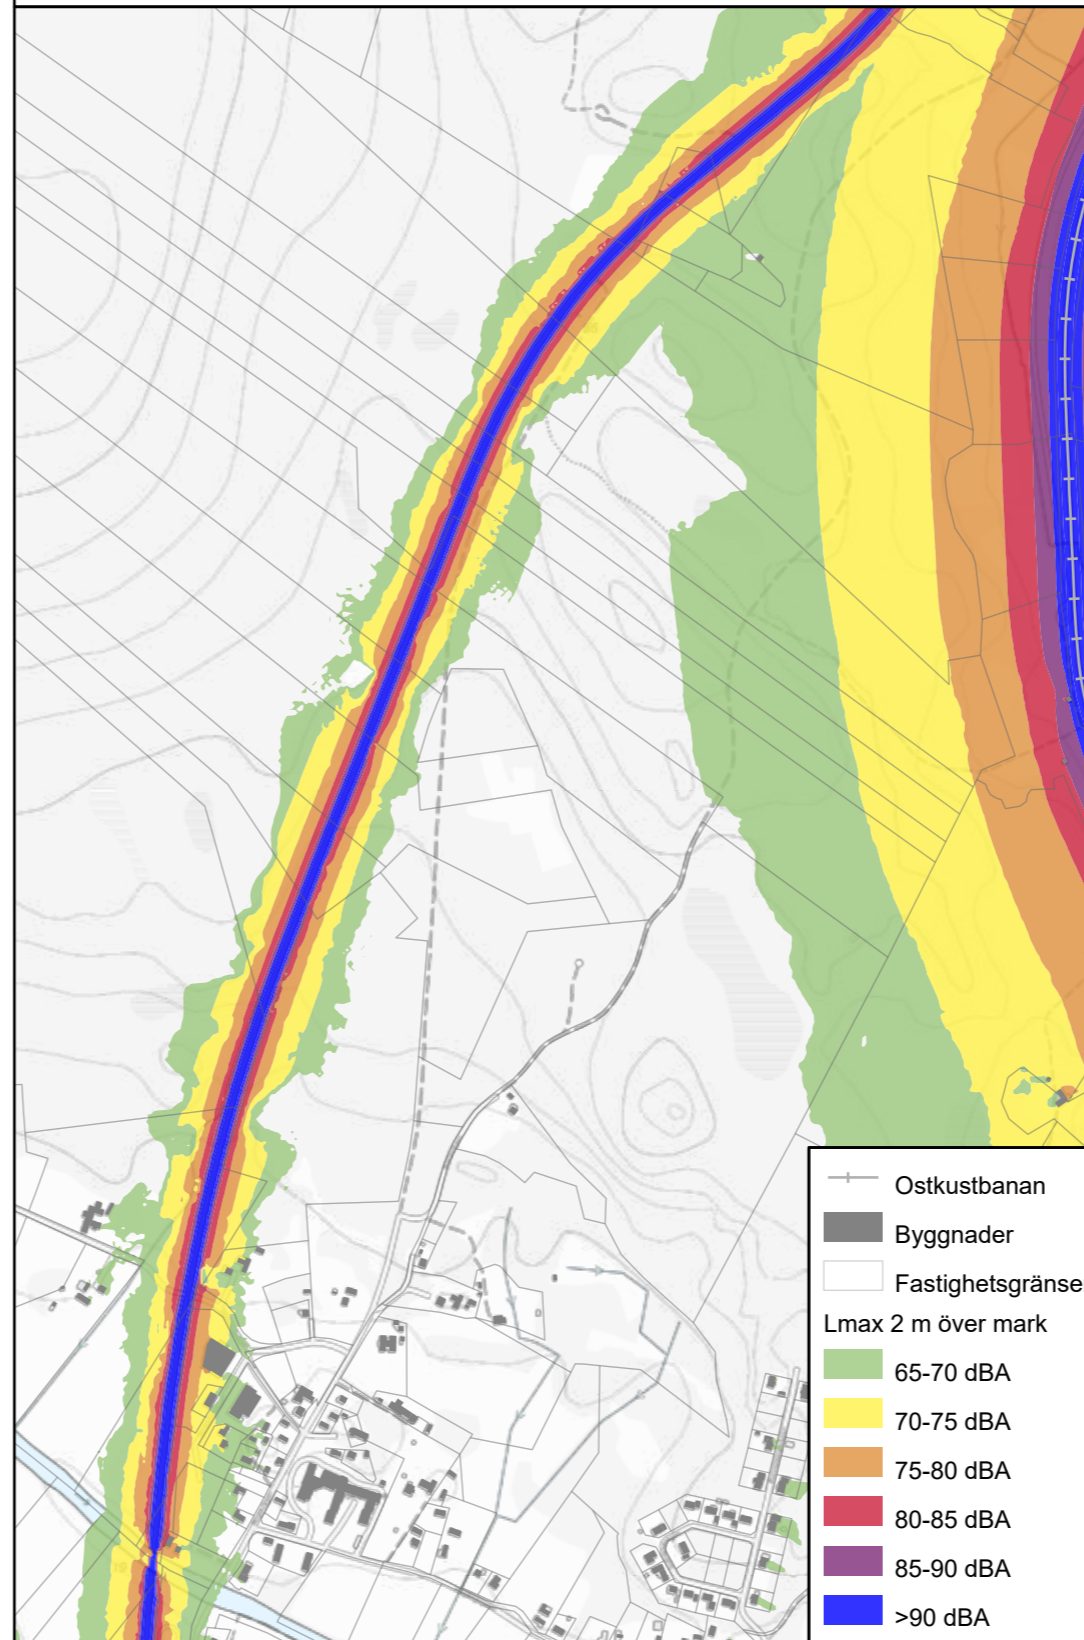 Ostkustbanan
Byggnader
Fastighetsgränse
Lmax 2 m över mark
65-70 dBA
70-75 dBA
75-80 dBA
80-85 dBA
85-90 dBA
>90 dBA